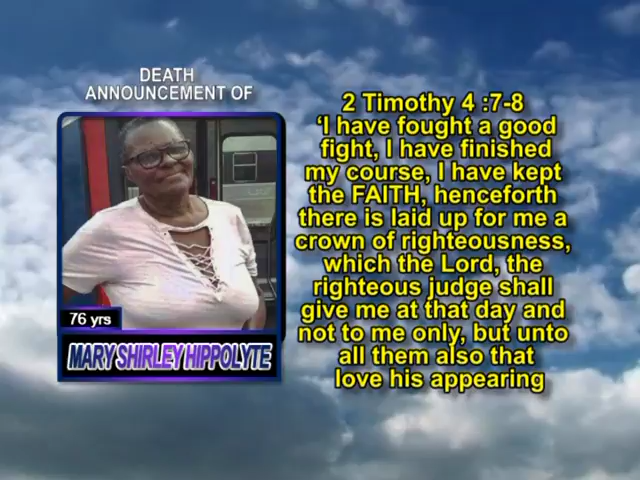 DEATH
ANNOUNCEMENT OF
76 yrs
MARY SHIRLEY HIPPOLYTE
2 Timothy 4 :7-8
‘I have fought a good
fight, I have finished
my course, I have kept
the FAITH, henceforth
there is laid up for me a
crown of righteousness,
which the Lord, the
righteous judge shall
give me at that day and
not to me only, but unto
all them also that
love his appearing